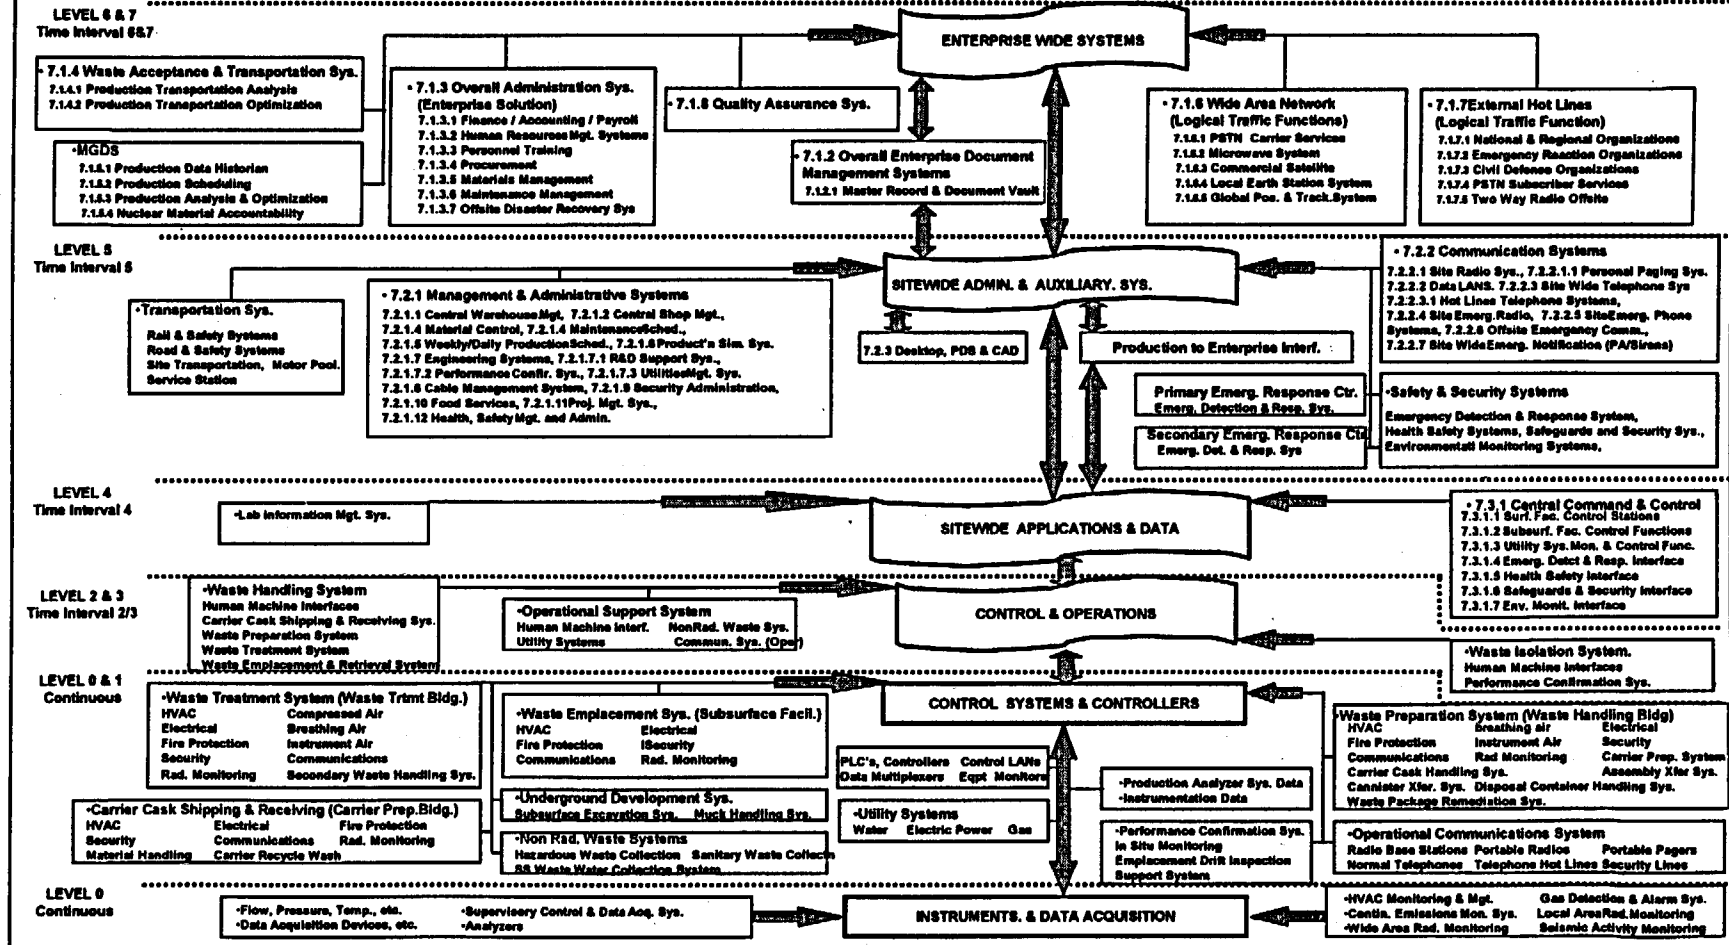 LEVEL 6 & 7
Time Interval 6&7
ENTERPRISE WIDE SYSTEMS
• 7.1.4 Waste Acceptance & Transportation Sys.
7.1.4.1 Production Transportation Analysis
7.1.4.2 Production Transportation Optimization
•MGDS
7.1.5.1 Production Data Historian
7.1.5.2 Production Scheduling
7.1.5.3 Production Analysis & Optimization
7.1.5.4 Nuclear Material Accountability
• 7.1.3 Overall Administration Sys.
(Enterprise Solution)
7.1.3.1 Finance / Accounting / Payroll
7.1.3.2 Human Resources Mgt. Systems
7.1.3.3 Personnel Training
7.1.3.4 Procurement
7.1.3.5 Materials Management
7.1.3.6 Maintenance Management
7.1.3.7 Offsite Disaster Recovery Sys
• 7.1.8 Quality Assurance Sys.
• 7.1.2 Overall Enterprise Document
Management Systems
7.1.2.1 Master Record & Document Vault
• 7.1.6 Wide Area Network
(Logical Traffic Functions)
7.1.6.1 PSTN Carrier Services
7.1.6.2 Microwave System
7.1.6.3 Commercial Satellite
7.1.6.4 Local Earth Station System
7.1.6.5 Global Pos. & Track.System
• 7.1.7External Hot Lines
(Logical Traffic Function)
7.1.7.1 National & Regional Organizations
7.1.7.2 Emergency Reaction Organizations
7.1.7.3 Civil Defense Organizations
7.1.7.4 PSTN Subscriber Services
7.1.7.5 Two Way Radio Offsite
LEVEL 5
Time Interval 5
SITEWIDE ADMIN. & AUXILIARY. SYS.
•Transportation Sys.
Rail & Safety Systems
Road & Safety Systems
Site Transportation, Motor Pool.
Service Station
• 7.2.1 Management & Administrative Systems
7.2.1.1 Central Warehouse Mgt, 7.2.1.2 Central Shop Mgt.,
7.2.1.4 Material Control, 7.2.1.4 MaintenanceSched.,
7.2.1.5 Weekly/Daily ProductionSched., 7.2.1.6 Product'n Sim. Sys.
7.2.1.7 Engineering Systems, 7.2.1.7.1 R&D Support Sys.,
7.2.1.7.2 PerformanceConfir. Sys., 7.2.1.7.3 UtilitiesMgt. Sys.
7.2.1.8 Cable Management System, 7.2.1.9 Security Administration,
7.2.1.10 Food Services, 7.2.1.11Proj. Mgt. Sys.,
7.2.1.12 Health, SafetyMgt. and Admin.
7.2.3 Desktop, PDS & CAD
Production to Enterprise Interf.
• 7.2.2 Communication Systems
7.2.2.1 Site Radio Sys., 7.2.2.1.1 Personal Paging Sys.
7.2.2.2 Data LANS. 7.2.2.3 Site Wide Telephone Sys
7.2.2.3.1 Hot Lines Telephone Systems,
7.2.2.4 SiteEmerg.Radio, 7.2.2.5 SiteEmerg. Phone
Systems, 7.2.2.6 Offsite Emergency Comm.,
7.2.2.7 Site WideEmerg. Notification (PA/Sirens)
Primary Emerg. Response Ctr.
Emerg. Detection & Resp. Sys.
Secondary Emerg. Response Ctr
Emerg. Det. & Resp. Sys
•Safety & Security Systems
Emergency Detection & Response System,
Health Safety Systems, Safeguards and Security Sys.,
Environmentatl Monitoring Systems,
LEVEL 4
Time Interval 4
•Lab Information Mgt. Sys.
SITEWIDE APPLICATIONS & DATA
• 7.3.1 Central Command & Control
7.3.1.1 Surf. Fac. Control Stations
7.3.1.2 Subsurf. Fac. Control Functions
7.3.1.3 Utility Sys.Mon. & Control Func.
7.3.1.4 Emerg. Detct & Resp. Interface
7.3.1.5 Health Safety Interface
7.3.1.6 Safeguards & Security Interface
7.3.1.7 Env. Monit. Interface
LEVEL 2 & 3
Time Interval 2/3
•Waste Handling System
Human Machine Interfaces
Carrier Cask Shipping & Receiving Sys.
Waste Preparation System
Waste Treatment System
Waste Emplacement & Retrieval System
•Operational Support System
Human Machine Interf. NonRad. Waste Sys.
Utility Systems Commun. Sys. (Oper)
CONTROL & OPERATIONS
•Waste Isolation System.
Human Machine Interfaces
Performance Confirmation Sys.
LEVEL 0 & 1
Continuous
CONTROL SYSTEMS & CONTROLLERS
•Waste Treatment System (Waste Trtmt Bldg.)
HVAC Compressed Air
Electrical Breathing Air
Fire Protection Instrument Air
Security Communications
Rad. Monitoring Secondary Waste Handling Sys.
•Waste Emplacement Sys. (Subsurface Facil.)
HVAC Electrical
Fire Protection lSecurity
Communications Rad. Monitoring
PLC's, Controllers Control LANs
Data Multiplexers Eqpt Monitors
•Production Analyzer Sys. Data
•Instrumentation Data
•Waste Preparation System (Waste Handling Bldg)
HVAC breathing air Electrical
Fire Protection Instrument Air Security
Communications Rad Monitoring Carrier Prep. System
Carrier Cask Handling Sys. Assembly Xfer Sys.
Cannister Xfer. Sys. Disposal Container Handling Sys.
Waste Package Remediation Sys.
•Carrier Cask Shipping & Receiving (Carrier Prep.Bldg.)
HVAC Electrical Fire Protection
Security Communications Rad. Monitoring
Material Handling Carrier Recycle Wash
•Underground Development Sys.
Subsurface Excavation Sys. Muck Handling Sys.
•Non Rad. Waste Systems
Hazardous Waste Collection Sanitary Waste Collectn
SS Waste Water Collection System
•Utility Systems
Water Electric Power Gas
•Performance Confirmation Sys.
In Situ Monitoring
Emplacement Drift Inspection
Support System
•Operational Communications System
Radio Base Stations Portable Radios Portable Pagers
Normal Telephones Telephone Hot Lines Security Lines
LEVEL 0
Continuous
•Flow, Pressure, Temp., etc. •Supervisory Control & Data Acq. Sys.
•Data Acquisition Devices, etc. •Analyzers
INSTRUMENTS. & DATA ACQUISITION
•HVAC Monitoring & Mgt. Gas Detection & Alarm Sys.
•Contin. Emissions Mon. Sys. Local AreaRad.Monitoring
•Wide Area Rad. Monitoring Seismic Activity Monitoring